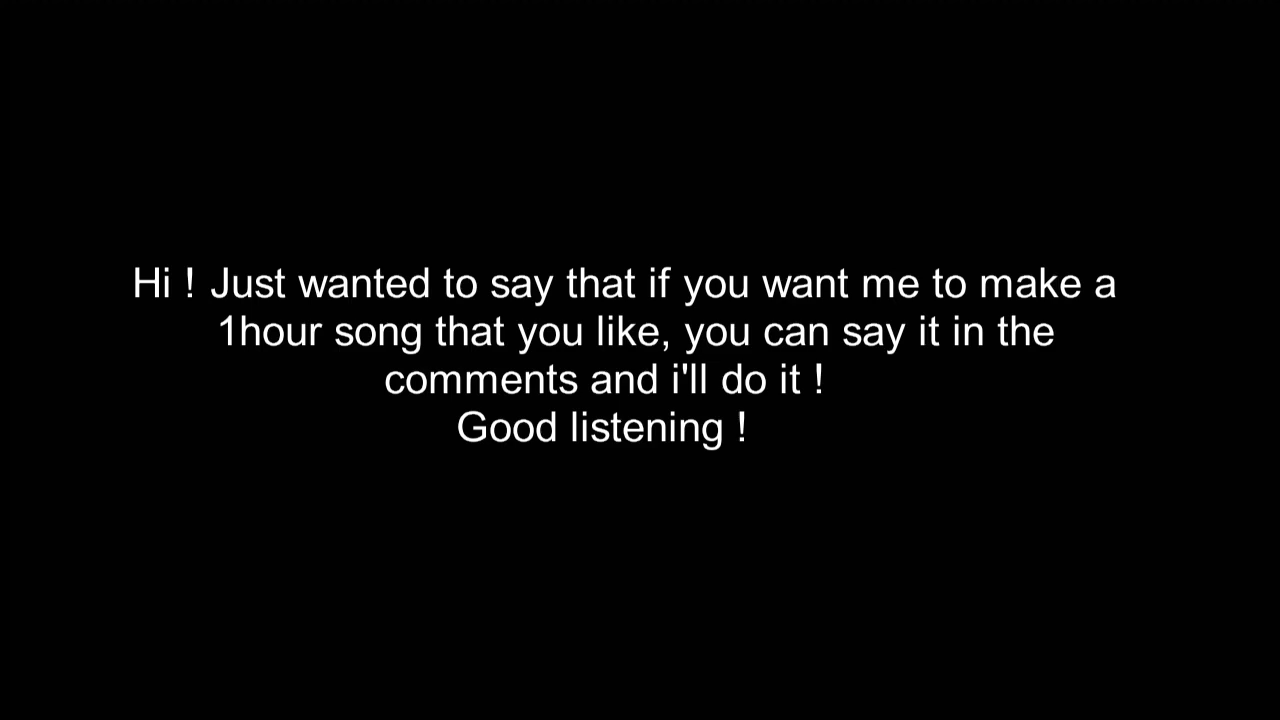 Hi ! Just wanted to say that if you want me to make a
1hour song that you like, you can say it in the
comments and i'll do it !
Good listening !